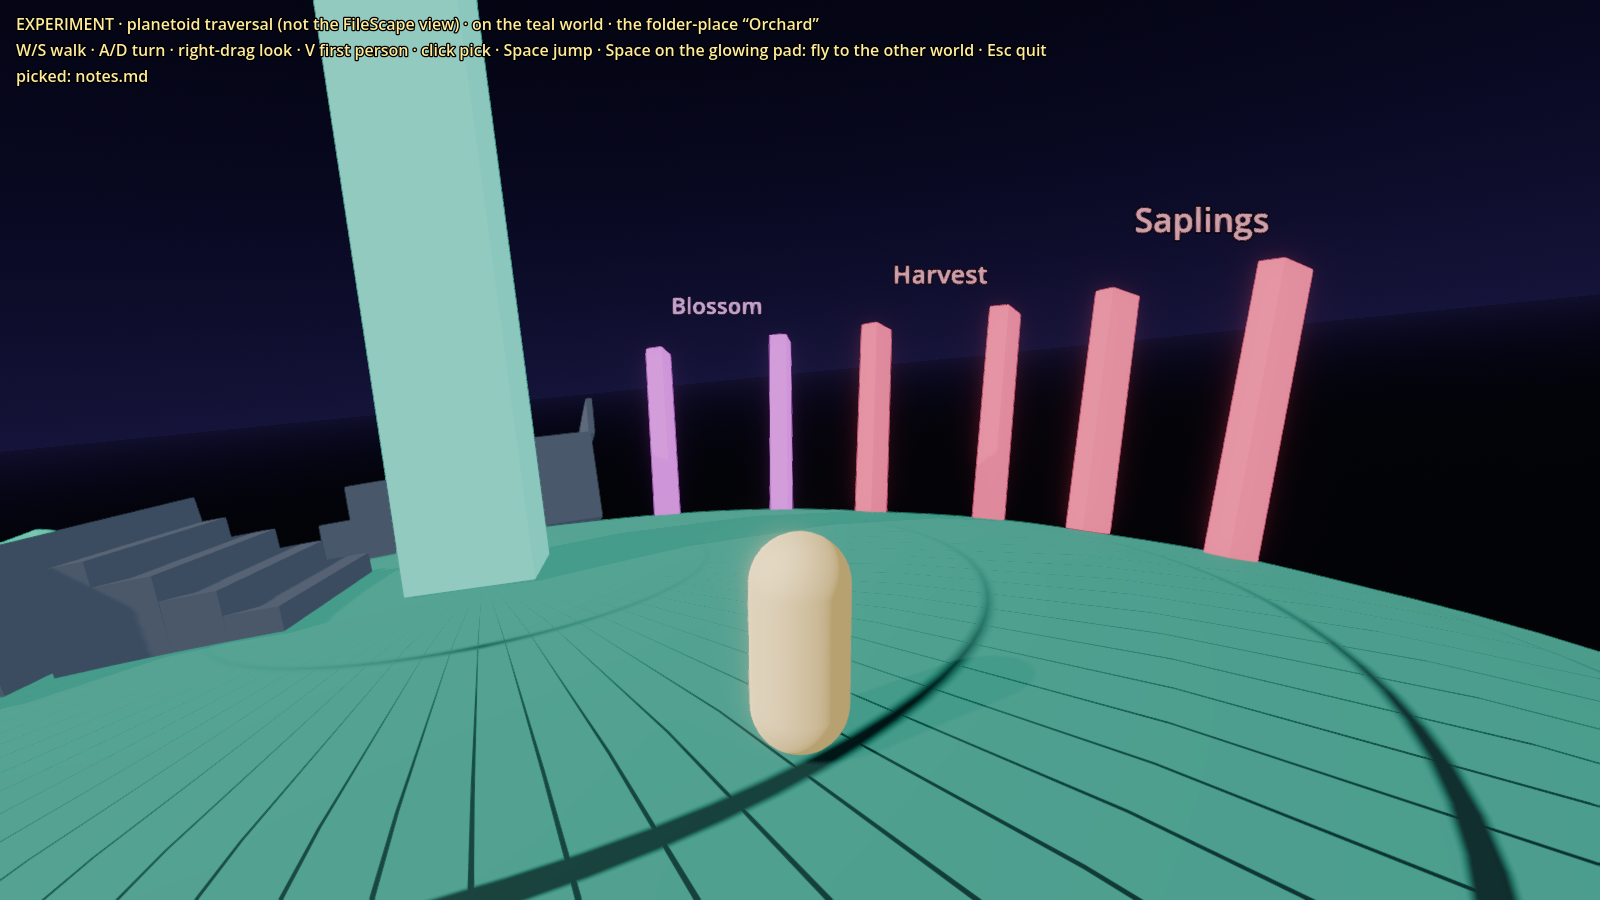 EXPERIMENT · planetoid traversal (not the FileScape view) · on the teal world · the folder-place “Orchard”
W/S walk · A/D turn · right-drag look · V first person · click pick · Space jump · Space on the glowing pad: fly to the other world · Esc quit
picked: notes.md
Saplings
Harvest
Blossom